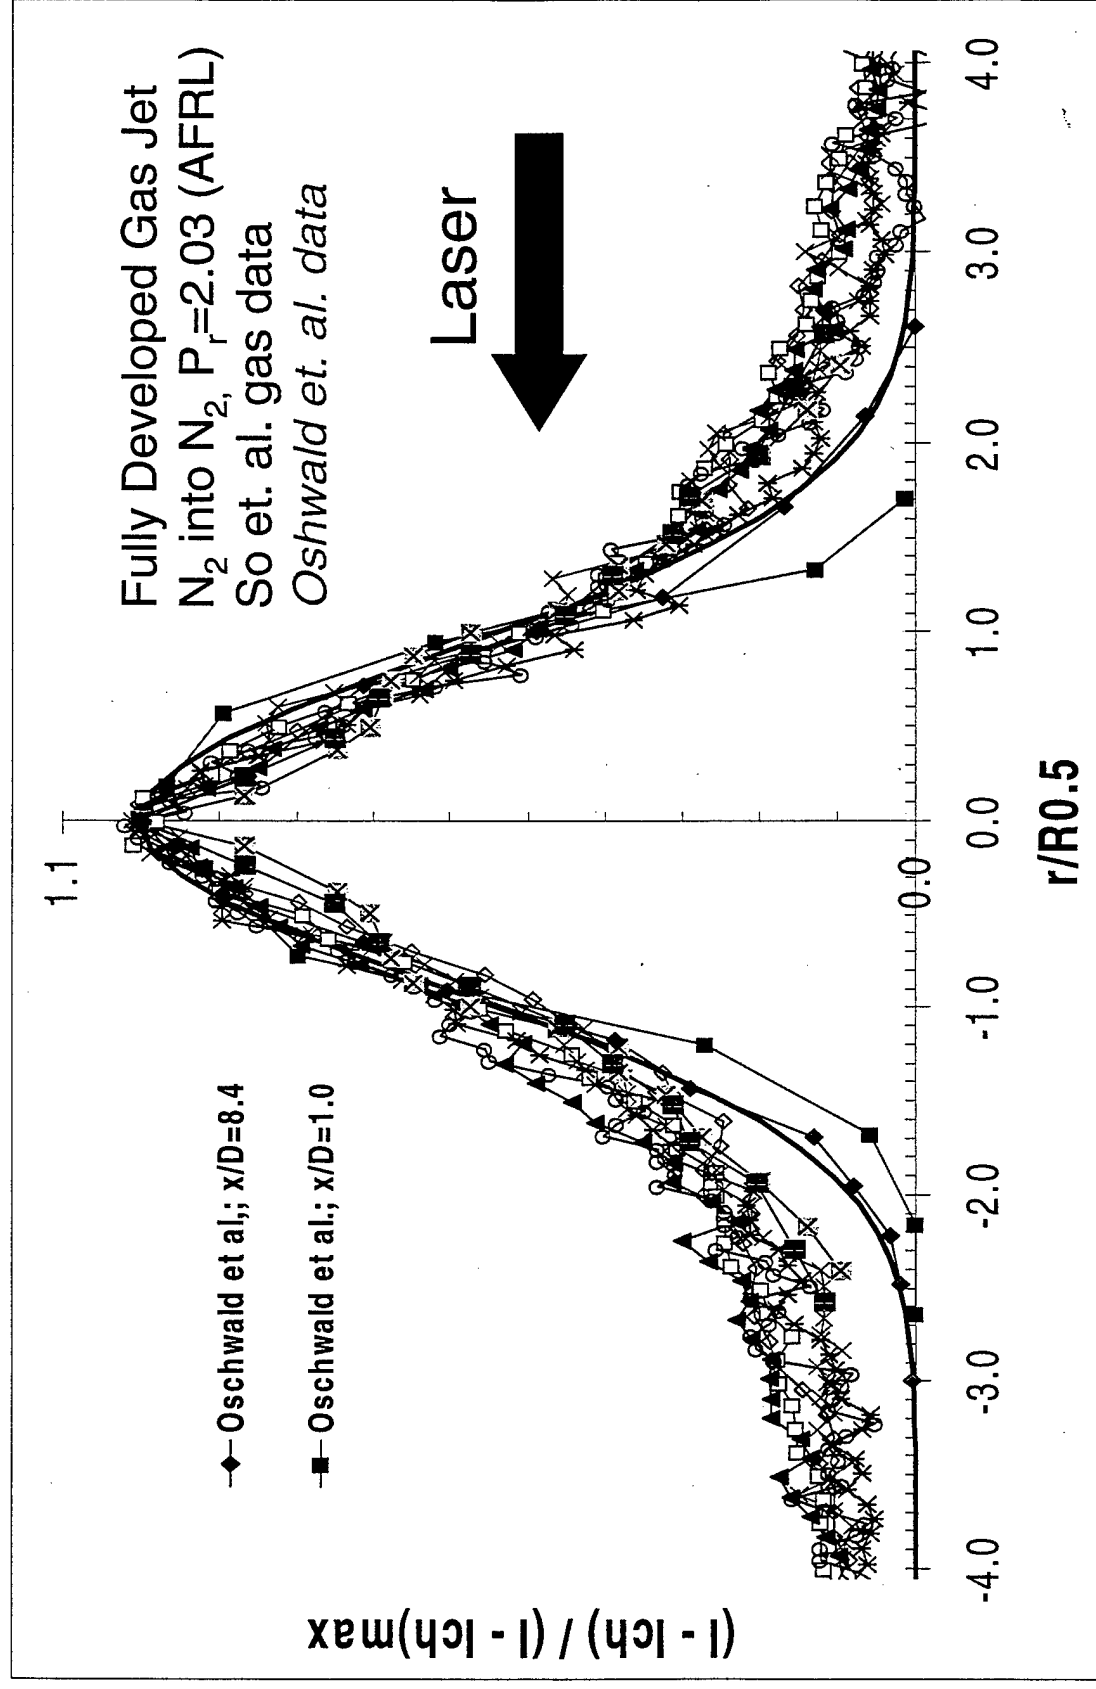 Fully Developed Gas Jet
N₂ into N₂, Pᵣ=2.03 (AFRL)
So et. al. gas data
Oshwald et. al. data
Laser
Oschwald et al,; x/D=8.4
Oschwald et al.; x/D=1.0
(I - Ich) / (I - Ich)max
1.1
0.0
-4.0
-3.0
-2.0
-1.0
0.0
1.0
2.0
3.0
4.0
r/R0.5